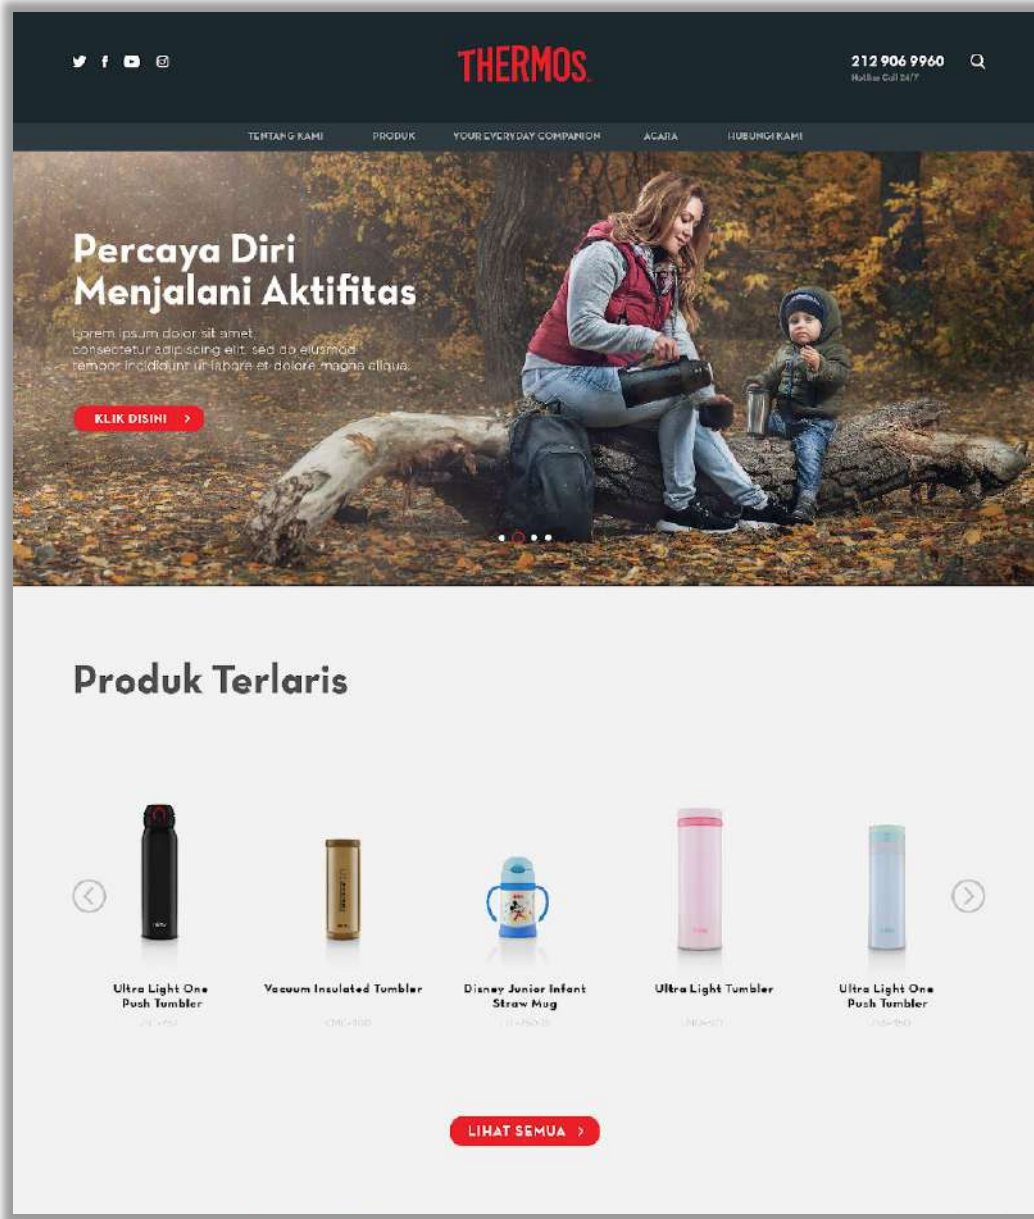 THERMOS
212 906 9960
Hotline Call 24/7
TENTANG KAMI PRODUK YOUR EVERYDAY COMPANION ACARA HUBUNGI KAMI
Percaya Diri
Menjalani Aktifitas
Lorem ipsum dolor sit amet,
consectetur adipiscing elit, sed do eiusmod
tempor incididunt ut labore et dolore magna aliqua.
KLIK DISINI >
Produk Terlaris
Ultra Light One
Push Tumbler
Vacuum Insulated Tumbler
Disney Junior Infant
Straw Mug
Ultra Light Tumbler
Ultra Light One
Push Tumbler
LIHAT SEMUA >